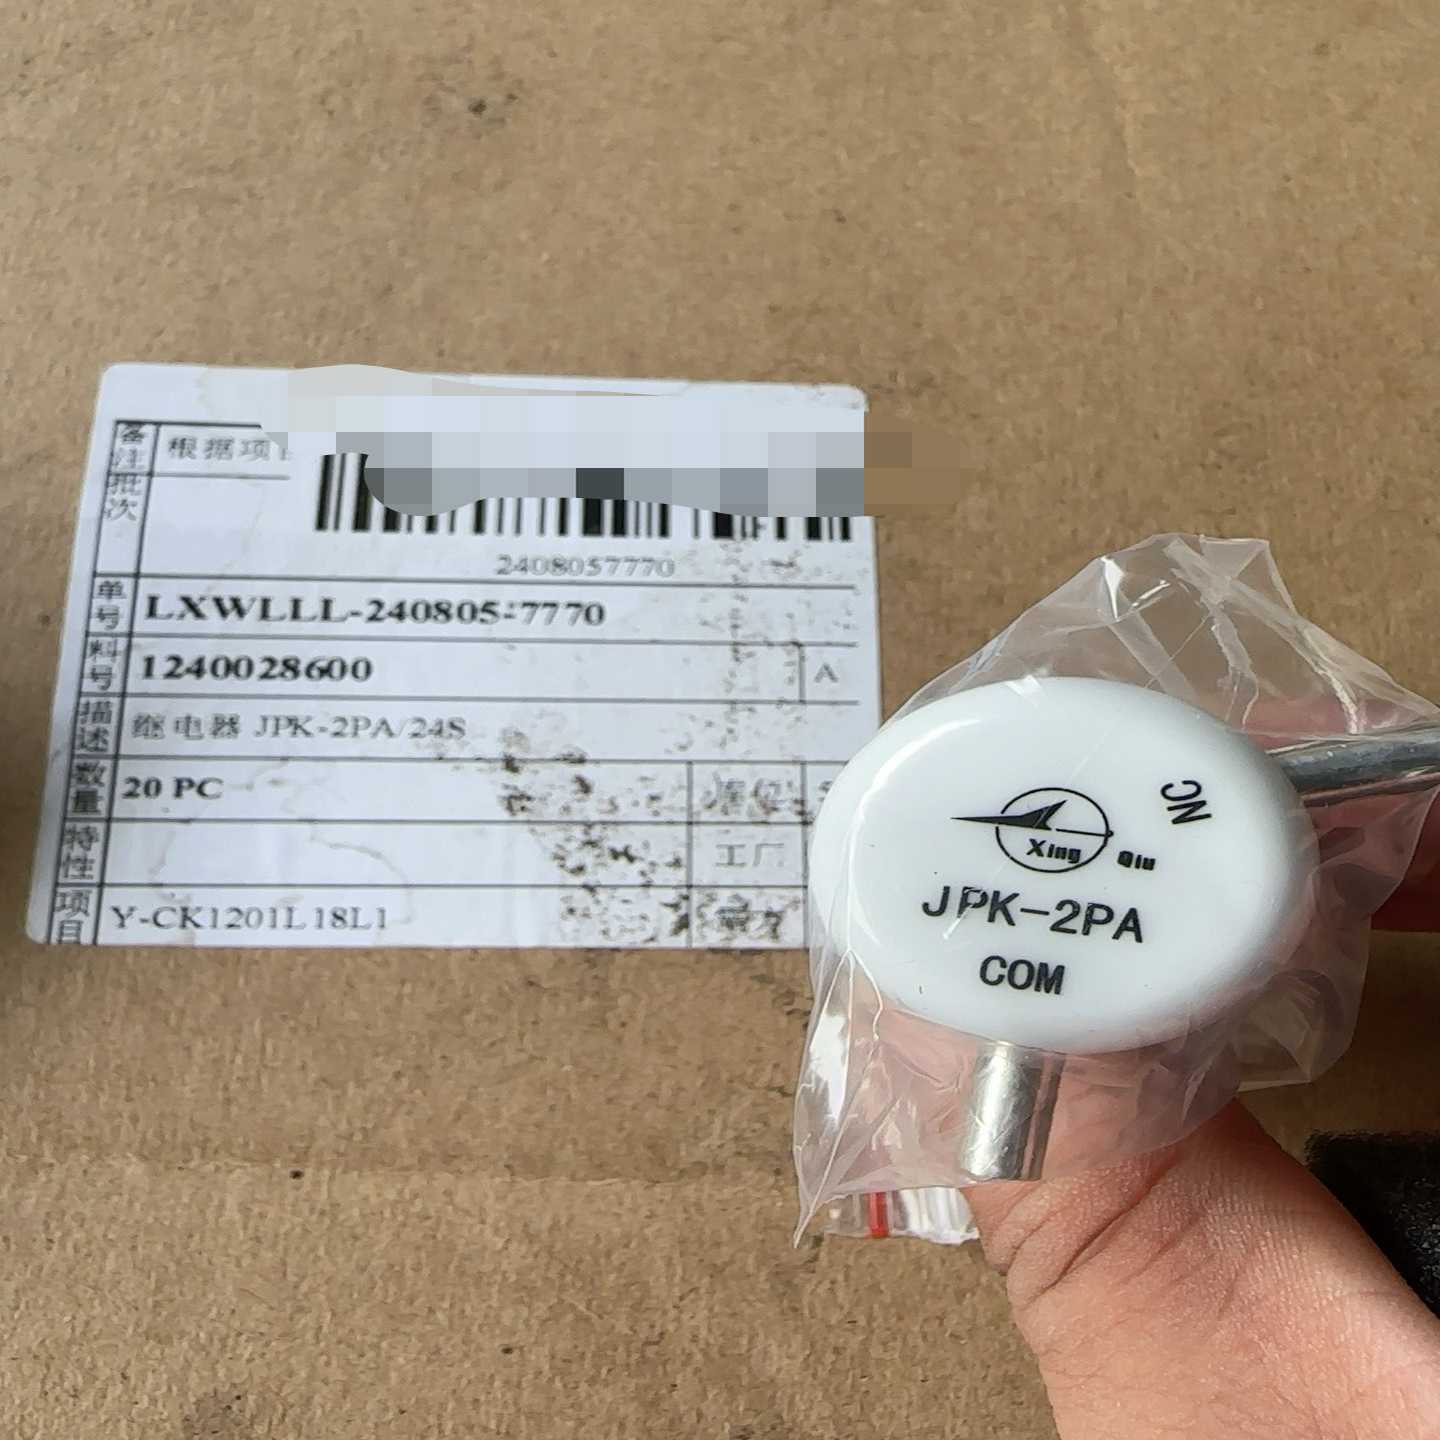 备注 根据项目
批次
2408057770
单号 LXWLLL-240805-7770
料号 1240028600 A
描述 继电器 JPK-2PA/24S
数量 20 PC
特性 工厂
项目 Y-CK1201L18L1
NC
Xing Qiu
JPK-2PA
COM